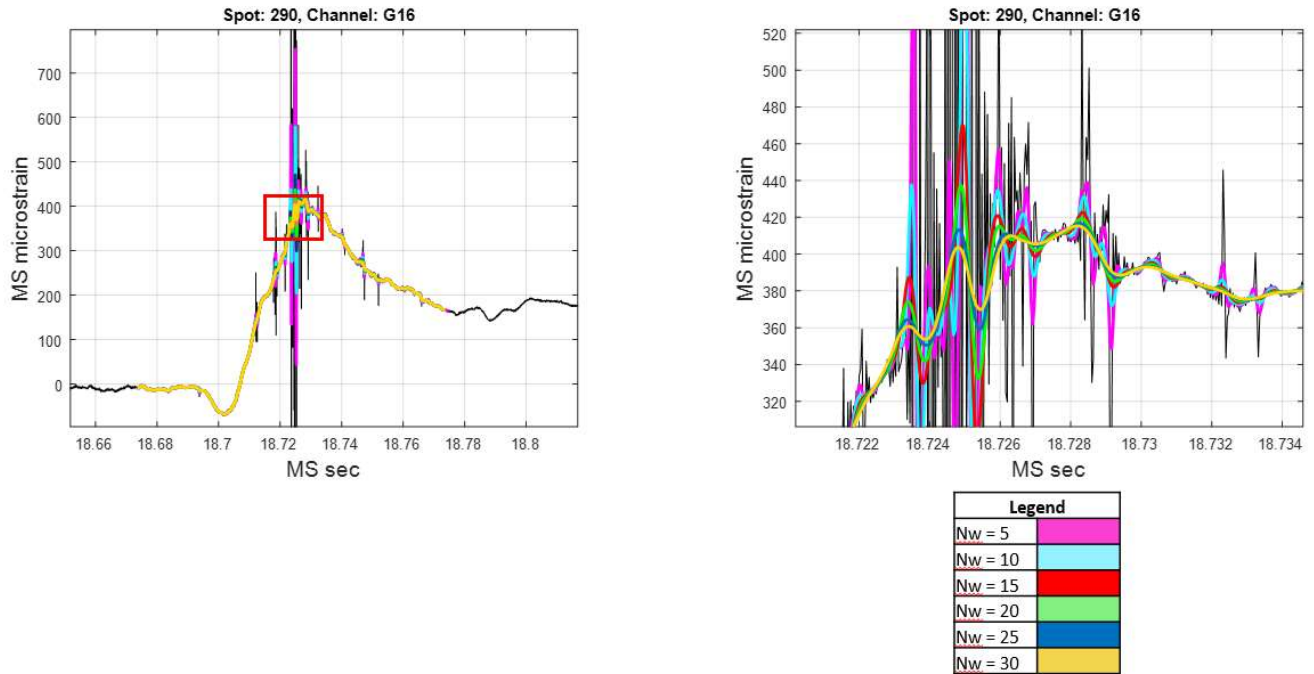 Spot: 290, Channel: G16
700
600
500
400
300
200
100
0
18.66 18.68 18.7 18.72 18.74 18.76 18.78 18.8
MS microstrain
MS sec
Spot: 290, Channel: G16
520
500
480
460
440
420
400
380
360
340
320
18.722 18.724 18.726 18.728 18.73 18.732 18.734
MS microstrain
MS sec
Legend
Nw = 5
Nw = 10
Nw = 15
Nw = 20
Nw = 25
Nw = 30